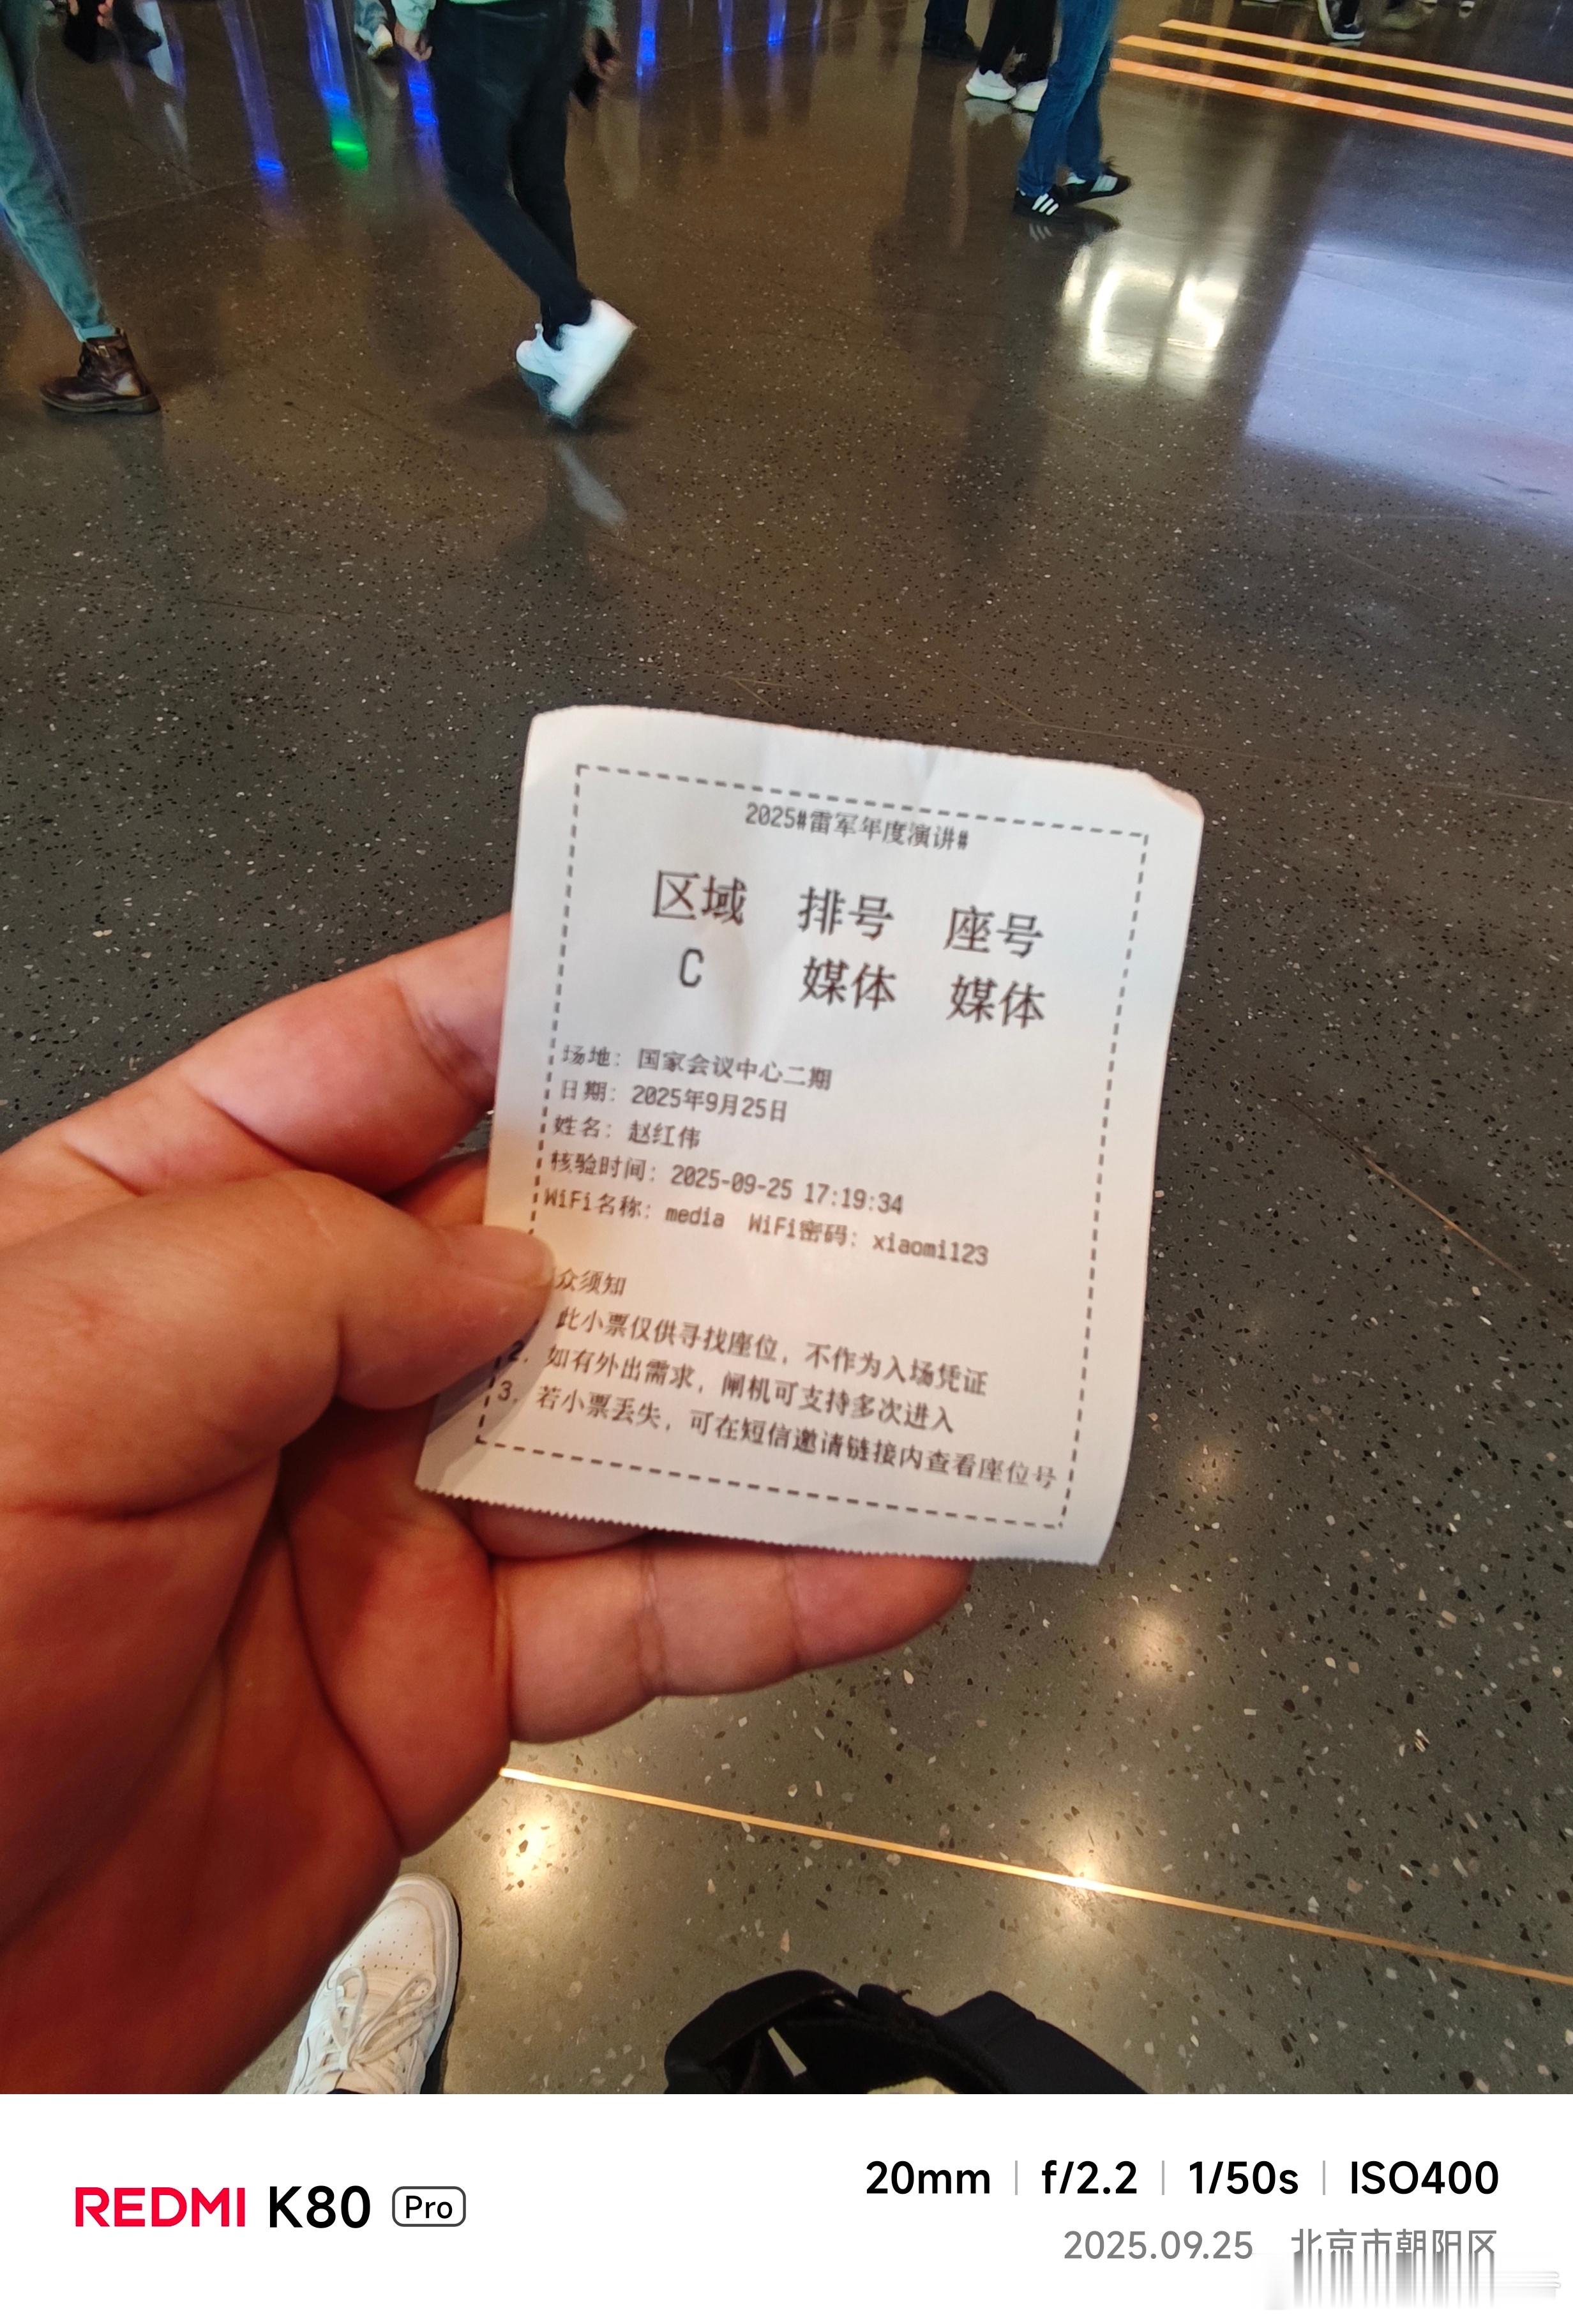 2025#雷军年度演讲#
区域 排号 座号
C 媒体 媒体
场地：国家会议中心二期
日期：2025年9月25日
姓名：赵红伟
核验时间：2025-09-25 17:19:34
WiFi名称：media WiFi密码：xiaomi123
众须知
此小票仅供寻找座位，不作为入场凭证
2. 如有外出需求，闸机可支持多次进入
3. 若小票丢失，可在短信邀请链接内查看座位号
REDMI K80 Pro
20mm | f/2.2 | 1/50s | ISO400
2025.09.25 北京市朝阳区